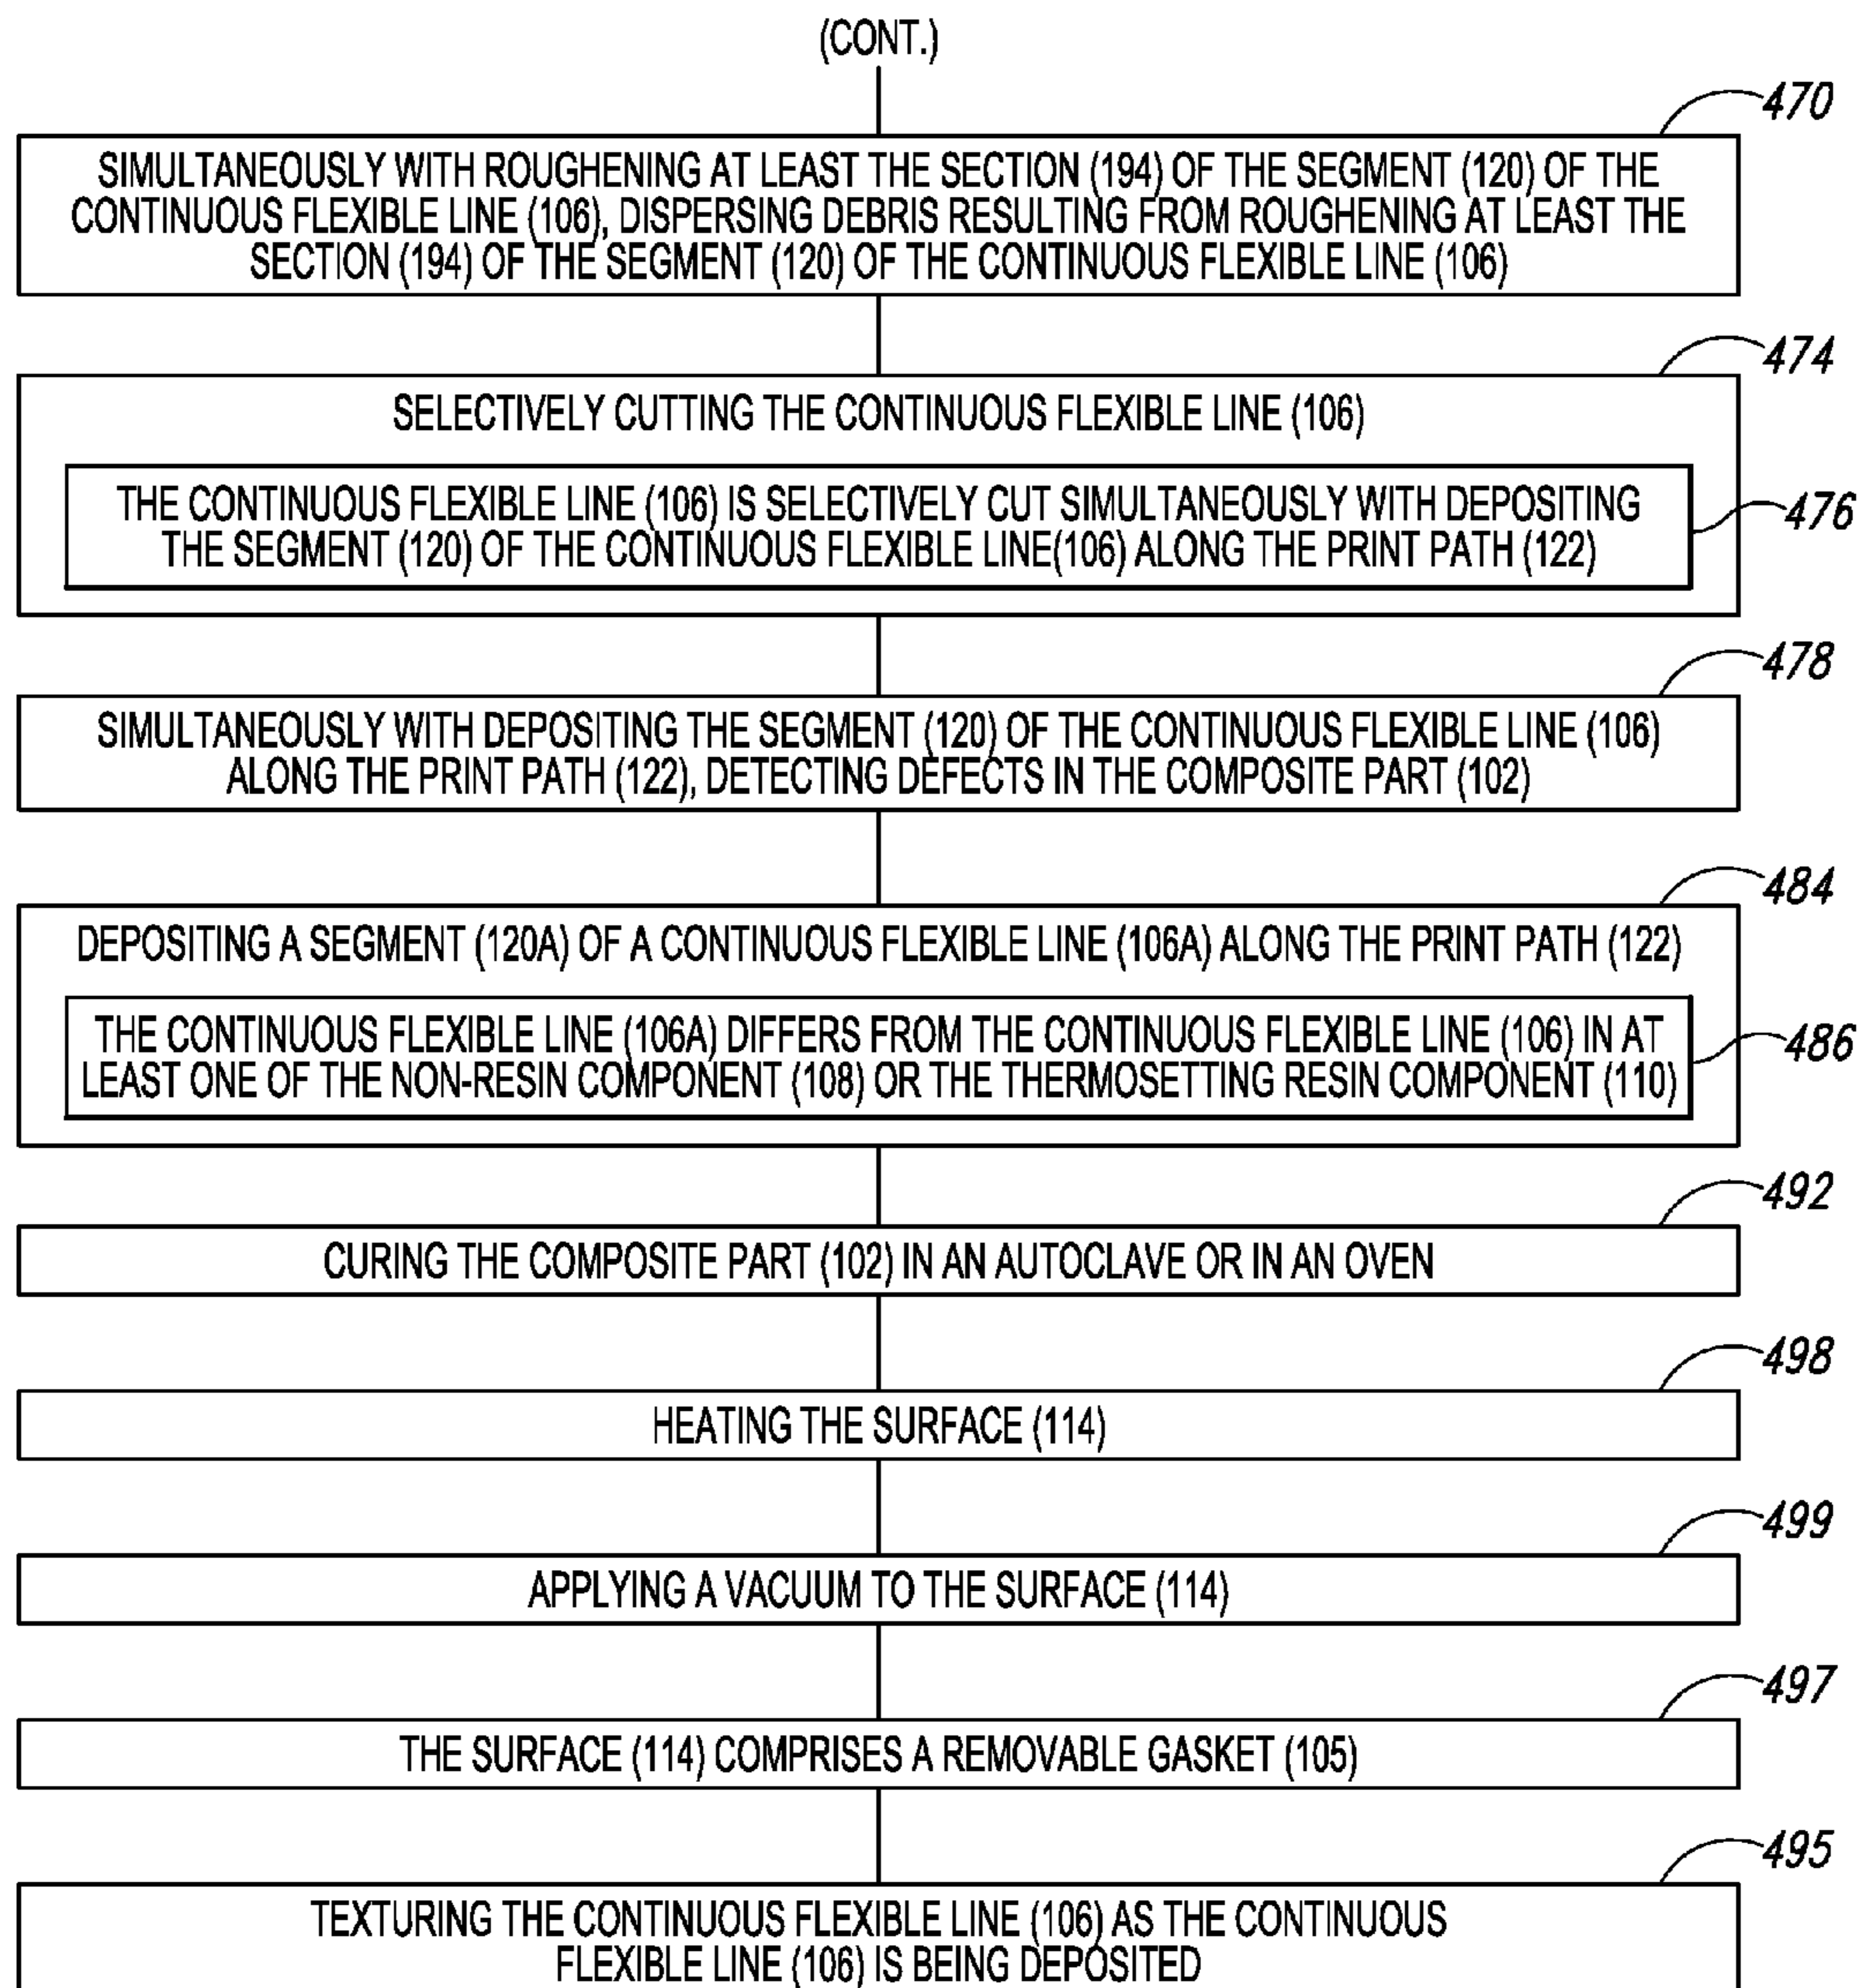 (CONT.)
470
SIMULTANEOUSLY WITH ROUGHENING AT LEAST THE SECTION (194) OF THE SEGMENT (120) OF THE
CONTINUOUS FLEXIBLE LINE (106), DISPERSING DEBRIS RESULTING FROM ROUGHENING AT LEAST THE
SECTION (194) OF THE SEGMENT (120) OF THE CONTINUOUS FLEXIBLE LINE (106)
474
SELECTIVELY CUTTING THE CONTINUOUS FLEXIBLE LINE (106)
THE CONTINUOUS FLEXIBLE LINE (106) IS SELECTIVELY CUT SIMULTANEOUSLY WITH DEPOSITING
THE SEGMENT (120) OF THE CONTINUOUS FLEXIBLE LINE(106) ALONG THE PRINT PATH (122)
476
478
SIMULTANEOUSLY WITH DEPOSITING THE SEGMENT (120) OF THE CONTINUOUS FLEXIBLE LINE (106)
ALONG THE PRINT PATH (122), DETECTING DEFECTS IN THE COMPOSITE PART (102)
484
DEPOSITING A SEGMENT (120A) OF A CONTINUOUS FLEXIBLE LINE (106A) ALONG THE PRINT PATH (122)
THE CONTINUOUS FLEXIBLE LINE (106A) DIFFERS FROM THE CONTINUOUS FLEXIBLE LINE (106) IN AT
LEAST ONE OF THE NON-RESIN COMPONENT (108) OR THE THERMOSETTING RESIN COMPONENT (110)
486
492
CURING THE COMPOSITE PART (102) IN AN AUTOCLAVE OR IN AN OVEN
498
HEATING THE SURFACE (114)
499
APPLYING A VACUUM TO THE SURFACE (114)
497
THE SURFACE (114) COMPRISES A REMOVABLE GASKET (105)
495
TEXTURING THE CONTINUOUS FLEXIBLE LINE (106) AS THE CONTINUOUS
FLEXIBLE LINE (106) IS BEING DEPOSITED